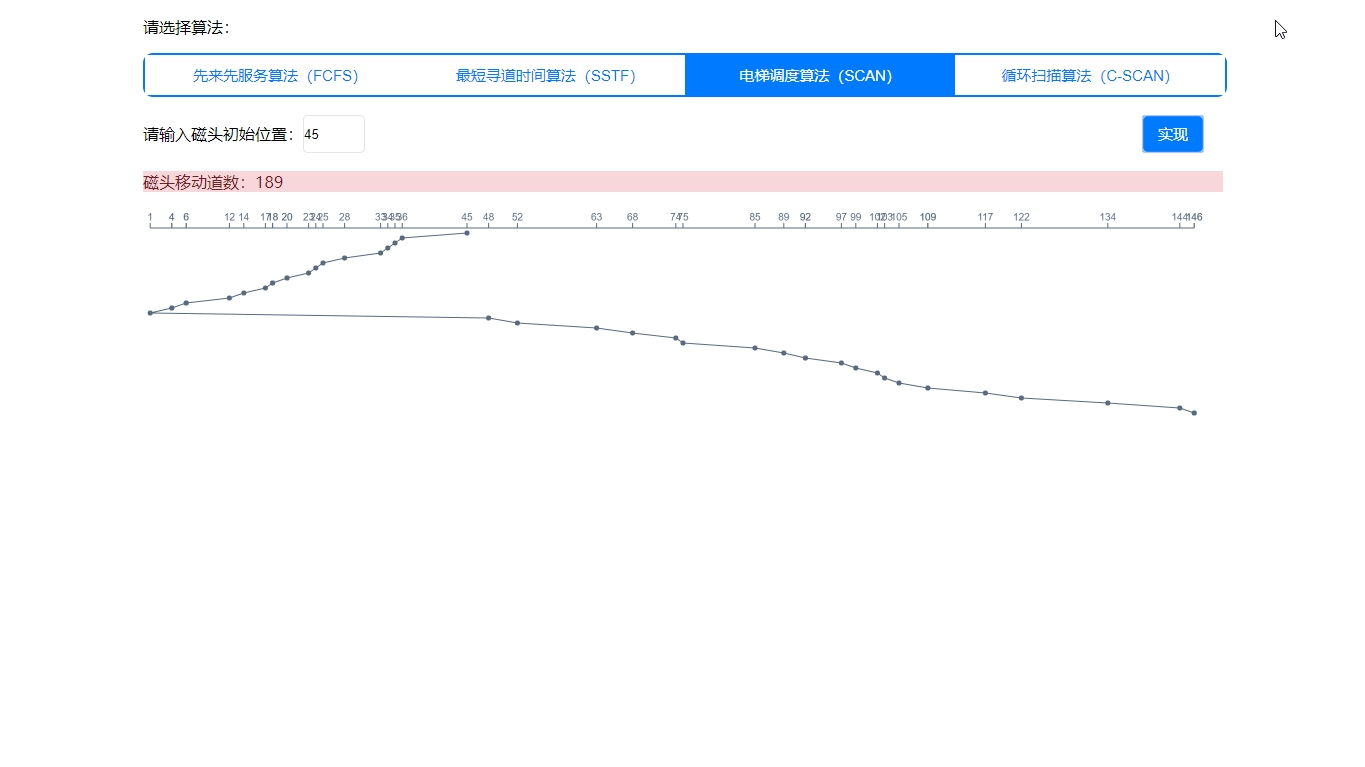 请选择算法：
先来先服务算法（FCFS） 最短寻道时间算法（SSTF） 电梯调度算法（SCAN） 循环扫描算法（C-SCAN）
请输入磁头初始位置： 45 实现
磁头移动道数：189
1 4 6 12 14 17 18 20 23 24 25 28 33 34 35 36 45 48 52 63 68 74 75 85 89 92 97 99 102 103 105 109 117 122 134 144 146